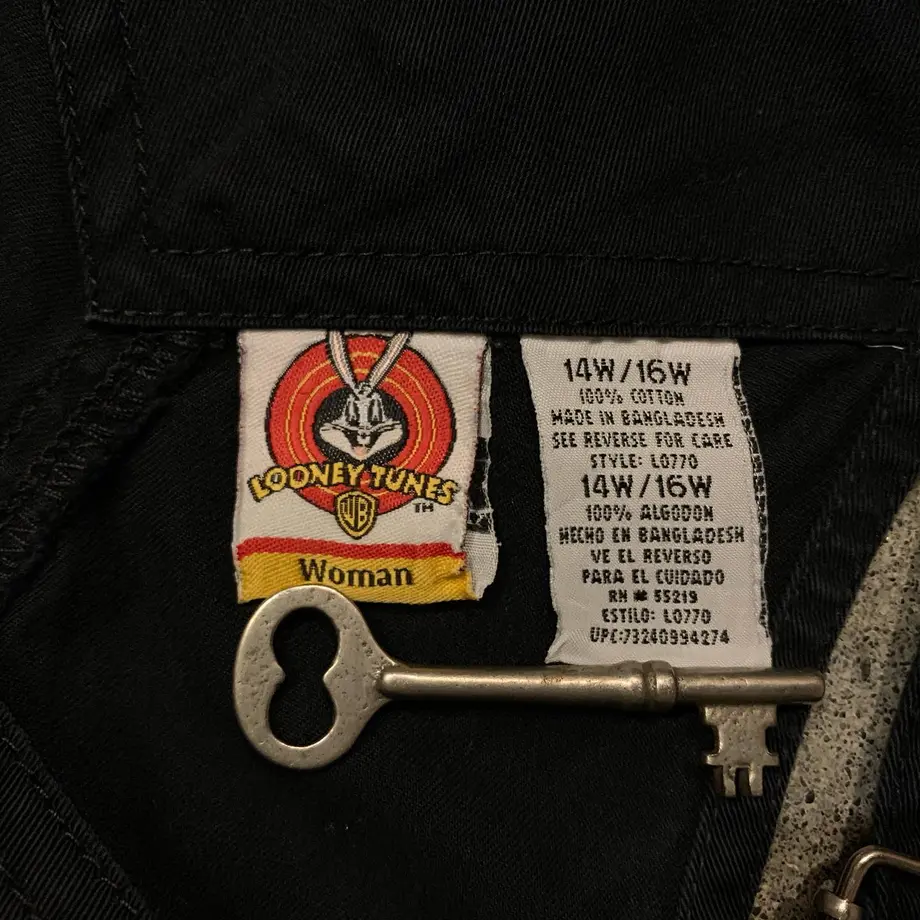 LOONEY TUNES
TM
WB
Woman
14W/16W
100% COTTON
MADE IN BANGLADESH
SEE REVERSE FOR CARE
STYLE: L0770
14W/16W
100% ALGODON
HECHO EN BANGLADESH
VE EL REVERSO
PARA EL CUIDADO
RN # 55219
ESTILO: L0770
UPC:73240994274